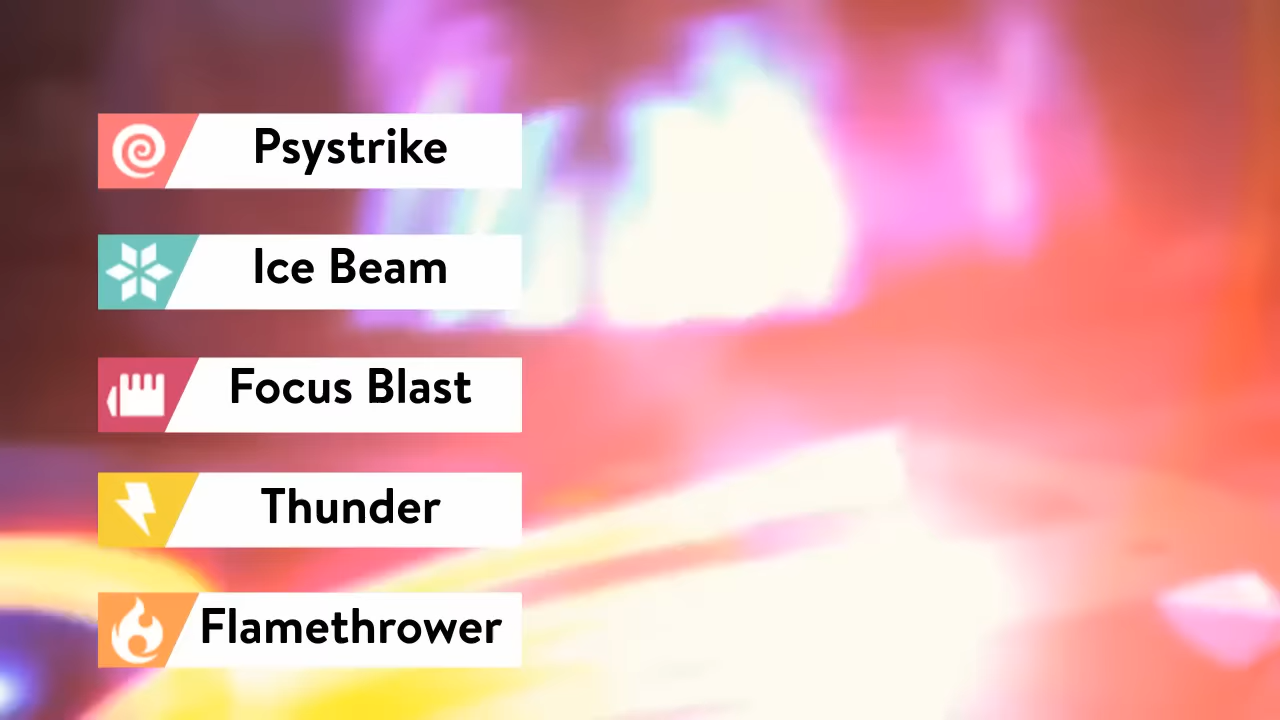 Psystrike
Ice Beam
Focus Blast
Thunder
Flamethrower